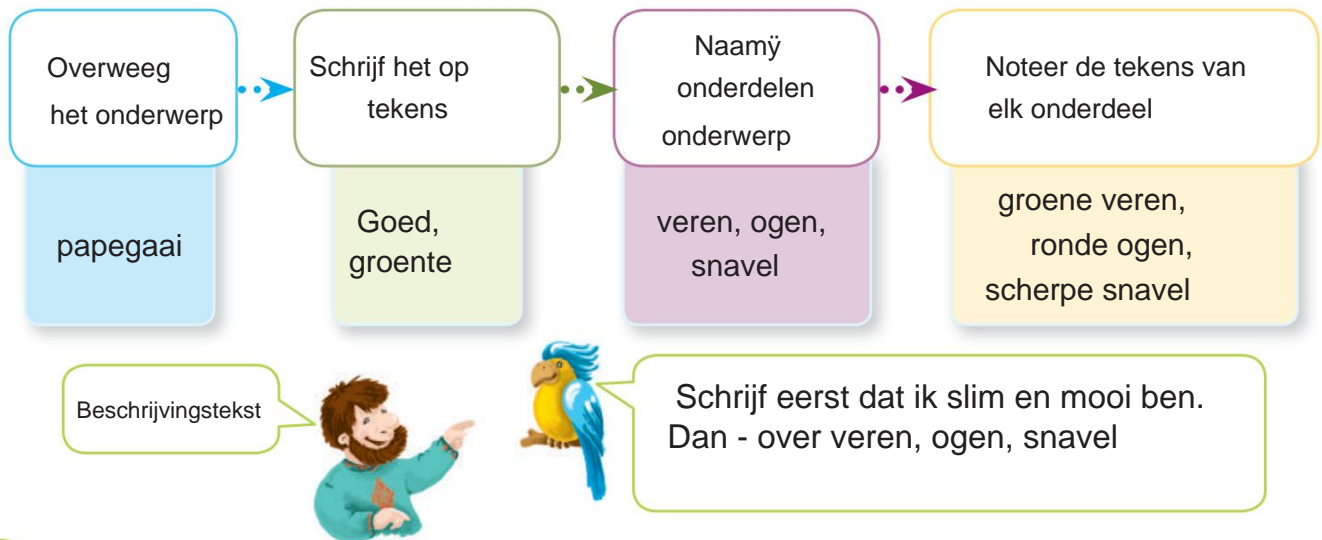 Overweeg
het onderwerp
Schrijf het op
tekens
Naamÿ
onderdelen
onderwerp
Noteer de tekens van
elk onderdeel
papegaai
Goed,
groente
veren, ogen,
snavel
groene veren,
ronde ogen,
scherpe snavel
Beschrijvingstekst
Schrijf eerst dat ik slim en mooi ben.
Dan - over veren, ogen, snavel